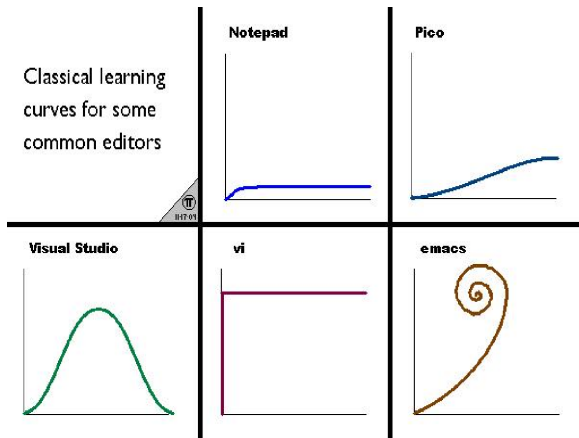 Classical learning
curves for some
common editors
Notepad
Pico
Visual Studio
vi
emacs